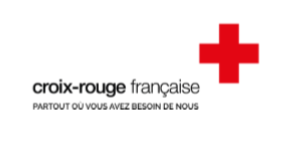 croix-rouge française
PARTOUT OÙ VOUS AVEZ BESOIN DE NOUS